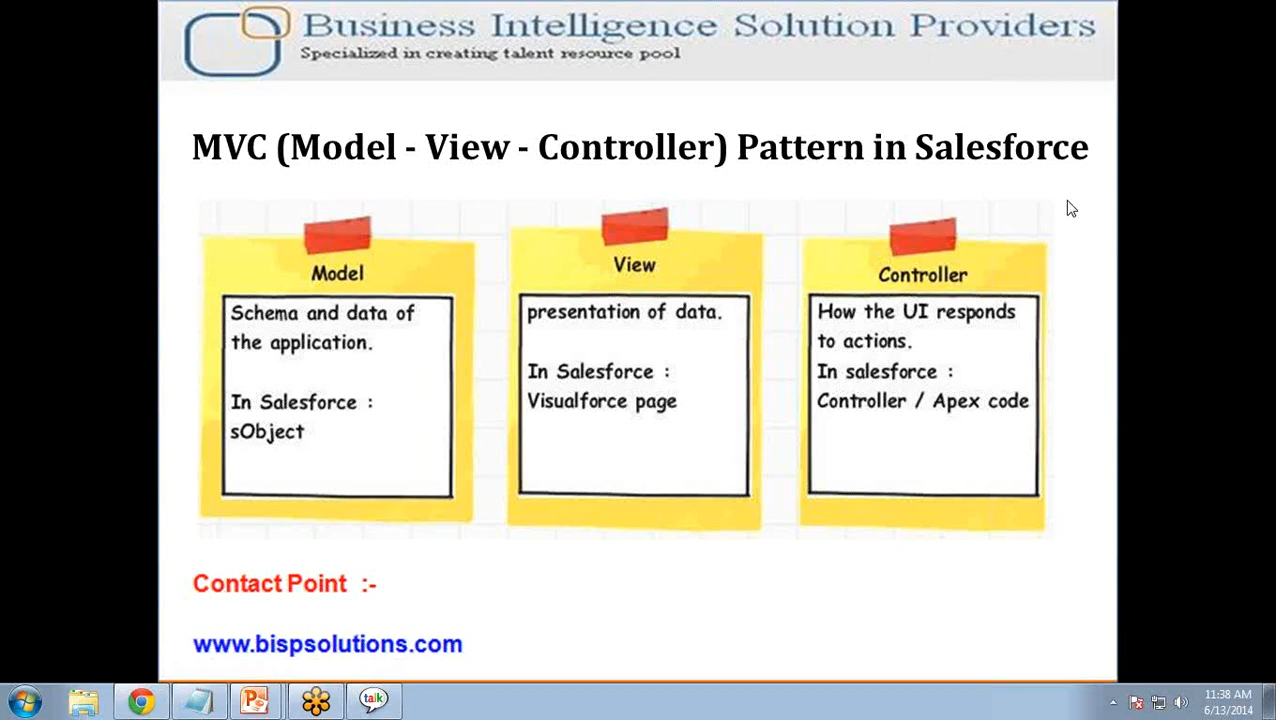 Business Intelligence Solution Providers
Specialized in creating talent resource pool
MVC (Model - View - Controller) Pattern in Salesforce
Model
Schema and data of
the application.
In Salesforce :
sObject
View
presentation of data.
In Salesforce :
Visualforce page
Controller
How the UI responds
to actions.
In salesforce :
Controller / Apex code
Contact Point :-
www.bispsolutions.com
talk
11:38 AM
6/13/2014